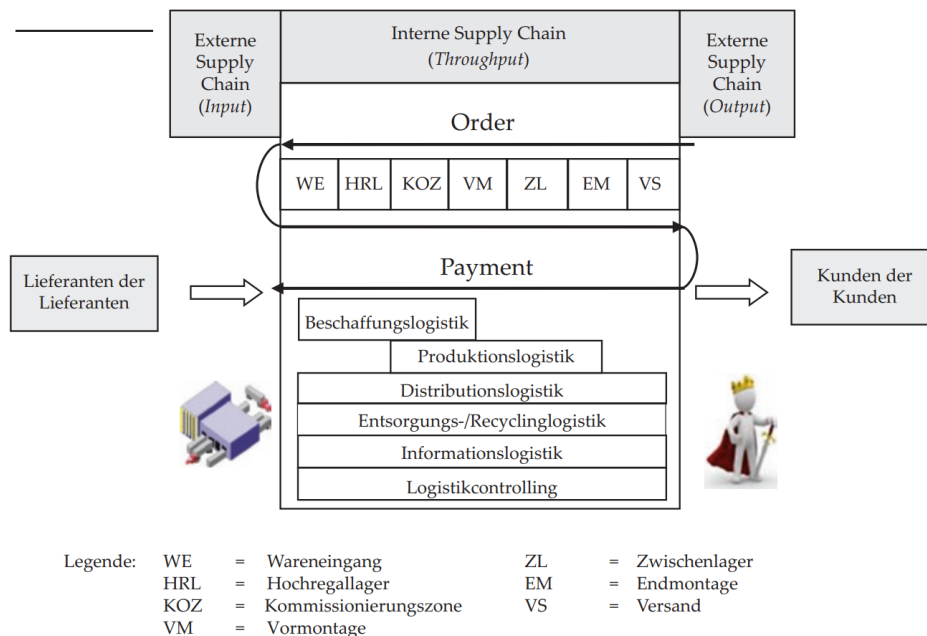 Externe
Supply
Chain
(Input)
Interne Supply Chain
(Throughput)
Externe
Supply
Chain
(Output)
Order
WE HRL KOZ VM ZL EM VS
Lieferanten der
Lieferanten
Payment
Kunden der
Kunden
Beschaffungslogistik
Produktionslogistik
Distributionslogistik
Entsorgungs-/Recyclinglogistik
Informationslogistik
Logistikcontrolling
Legende: WE = Wareneingang ZL = Zwischenlager
HRL = Hochregallager EM = Endmontage
KOZ = Kommissionierungszone VS = Versand
VM = Vormontage